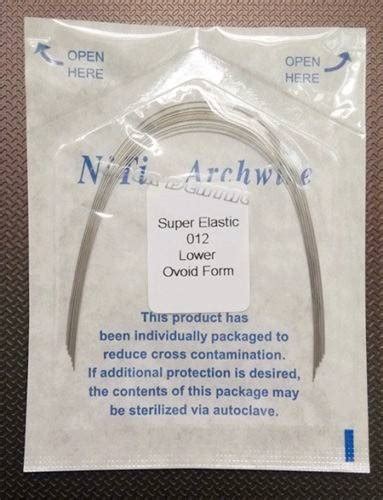 OPEN
HERE
OPEN
HERE
NiTi Archwire
Super Elastic
012
Lower
Ovoid Form
This product has
been individually packaged to
reduce cross contamination.
If additional protection is desired,
the contents of this package may
be sterilized via autoclave.